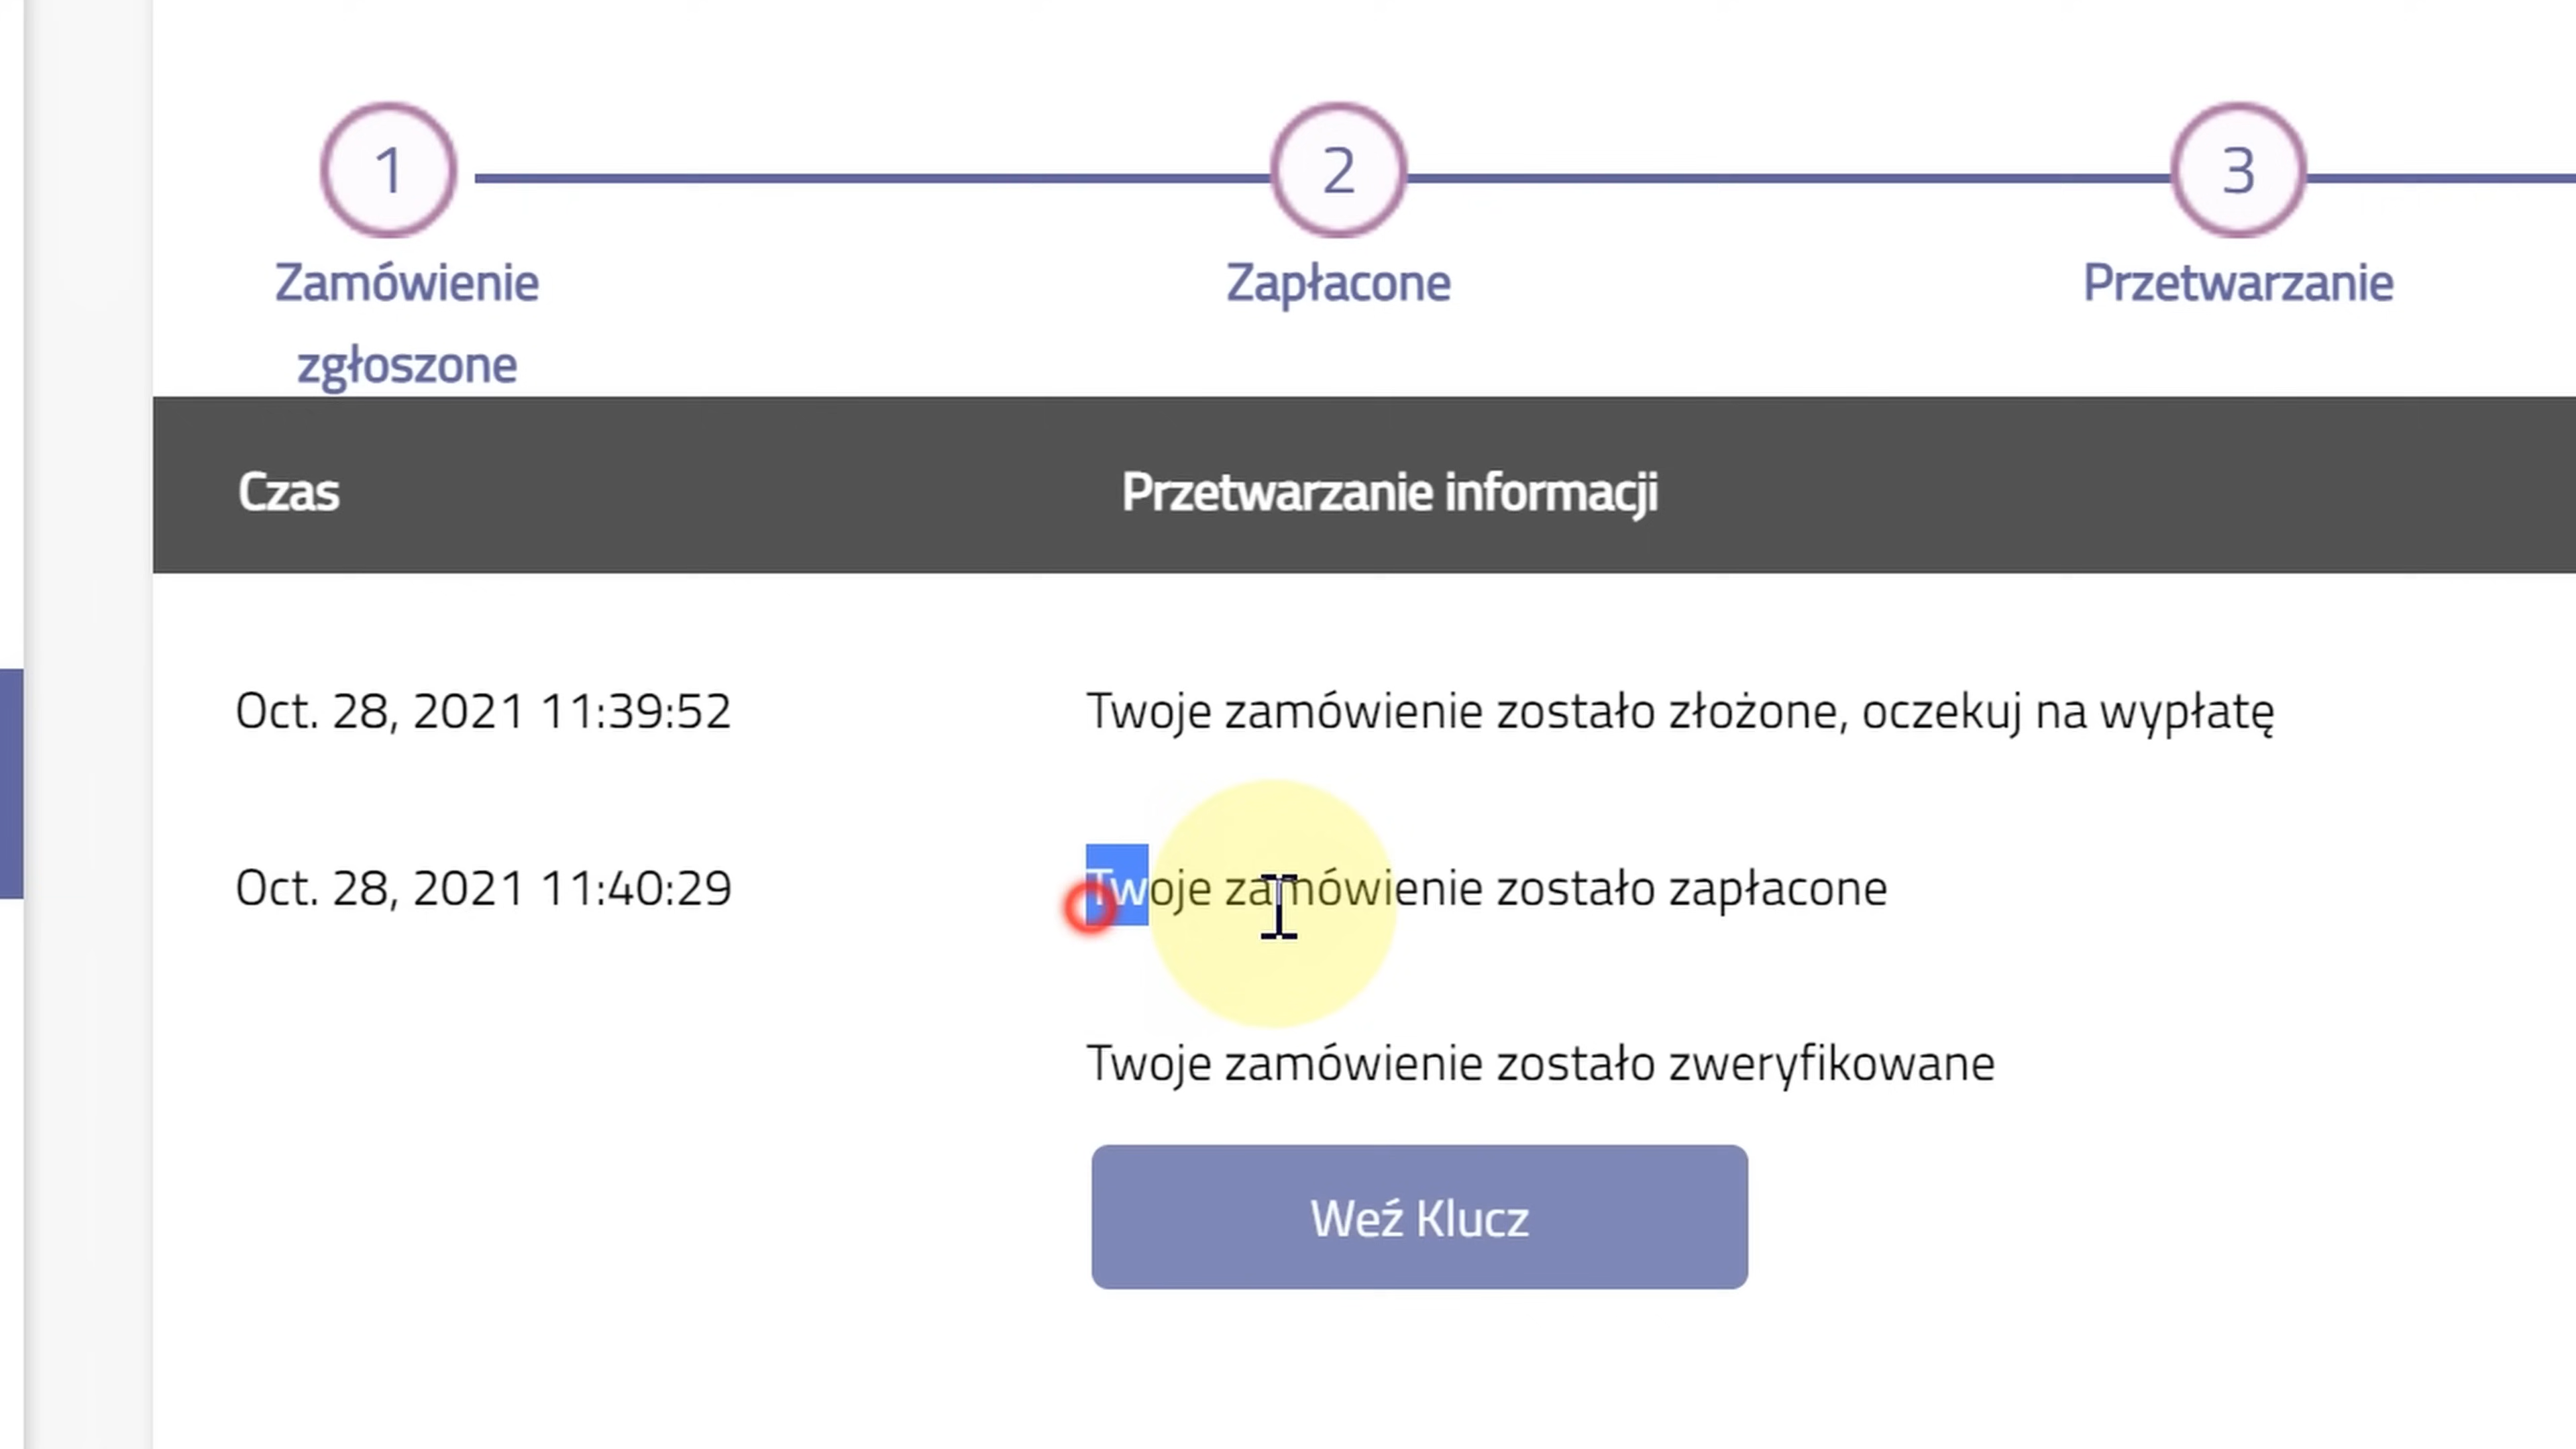 1
2
3
Zamówienie
zgłoszone
Zapłacone
Przetwarzanie
Czas
Przetwarzanie informacji
Oct. 28, 2021 11:39:52
Twoje zamówienie zostało złożone, oczekuj na wypłatę
Oct. 28, 2021 11:40:29
Twoje zamówienie zostało zapłacone
Twoje zamówienie zostało zweryfikowane
Weź Klucz